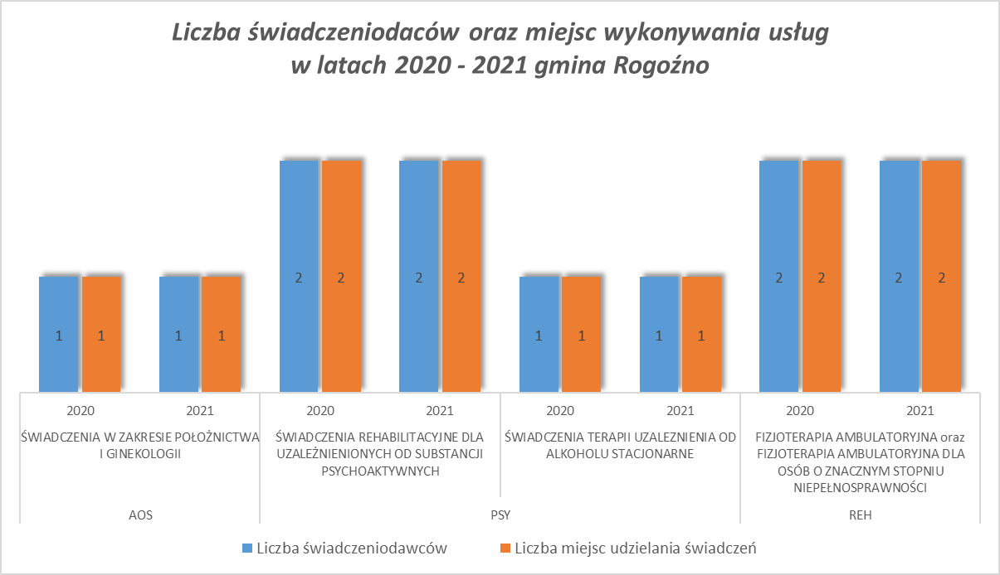 Liczba świadczeniodaców oraz miejsc wykonywania usług
w latach 2020 - 2021 gmina Rogoźno
1 1 1 1 2 2 2 2 1 1 1 1 2 2 2 2
2020 2021 2020 2021 2020 2021 2020 2021
ŚWIADCZENIA W ZAKRESIE POŁOŻNICTWA
I GINEKOLOGII
ŚWIADCZENIA REHABILITACYJNE DLA
UZALEŻNIENIONYCH OD SUBSTANCJI
PSYCHOAKTYWNYCH
ŚWIADCZENIA TERAPII UZALEZNIENIA OD
ALKOHOLU STACJONARNE
FIZJOTERAPIA AMBULATORYJNA oraz
FIZJOTERAPIA AMBULATORYJNA DLA
OSÓB O ZNACZNYM STOPNIU
NIEPEŁNOSPRAWNOŚCI
AOS PSY REH
Liczba świadczeniodawców Liczba miejsc udzielania świadczeń